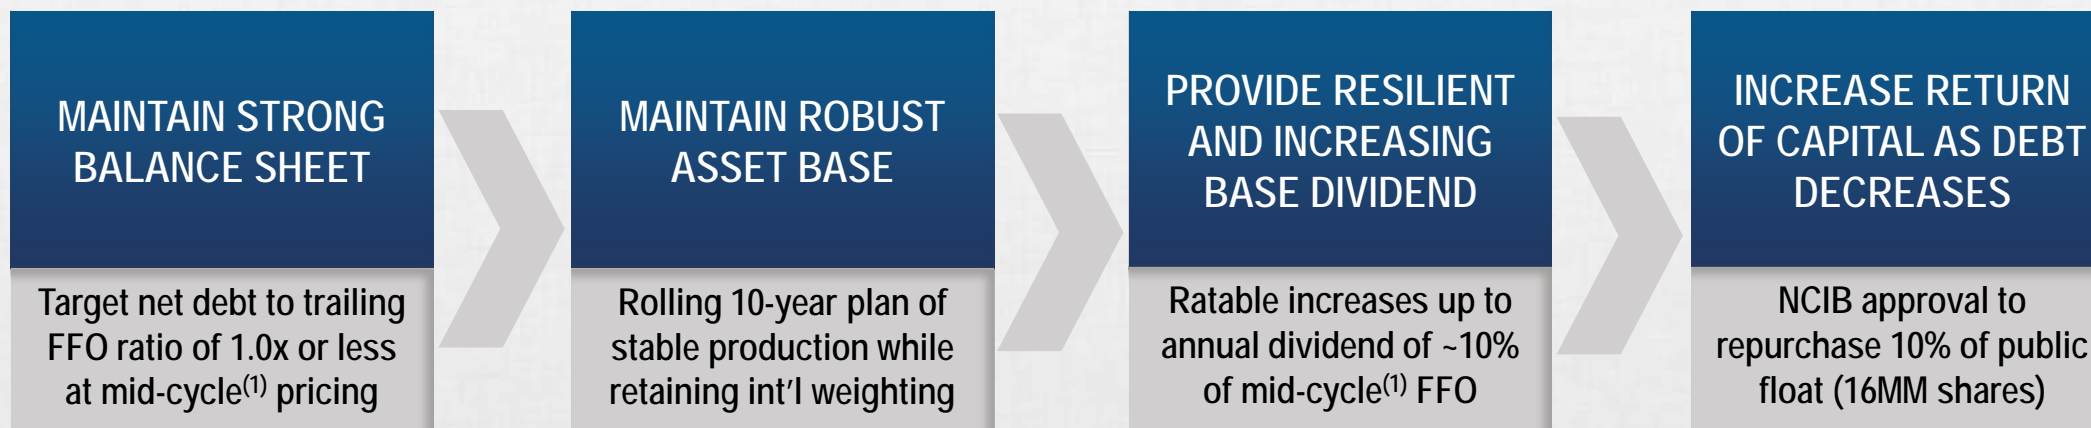 MAINTAIN STRONG
BALANCE SHEET
Target net debt to trailing
FFO ratio of 1.0x or less
at mid-cycle(1) pricing
MAINTAIN ROBUST
ASSET BASE
Rolling 10-year plan of
stable production while
retaining int'l weighting
PROVIDE RESILIENT
AND INCREASING
BASE DIVIDEND
Ratable increases up to
annual dividend of ~10%
of mid-cycle(1) FFO
INCREASE RETURN
OF CAPITAL AS DEBT
DECREASES
NCIB approval to
repurchase 10% of public
float (16MM shares)